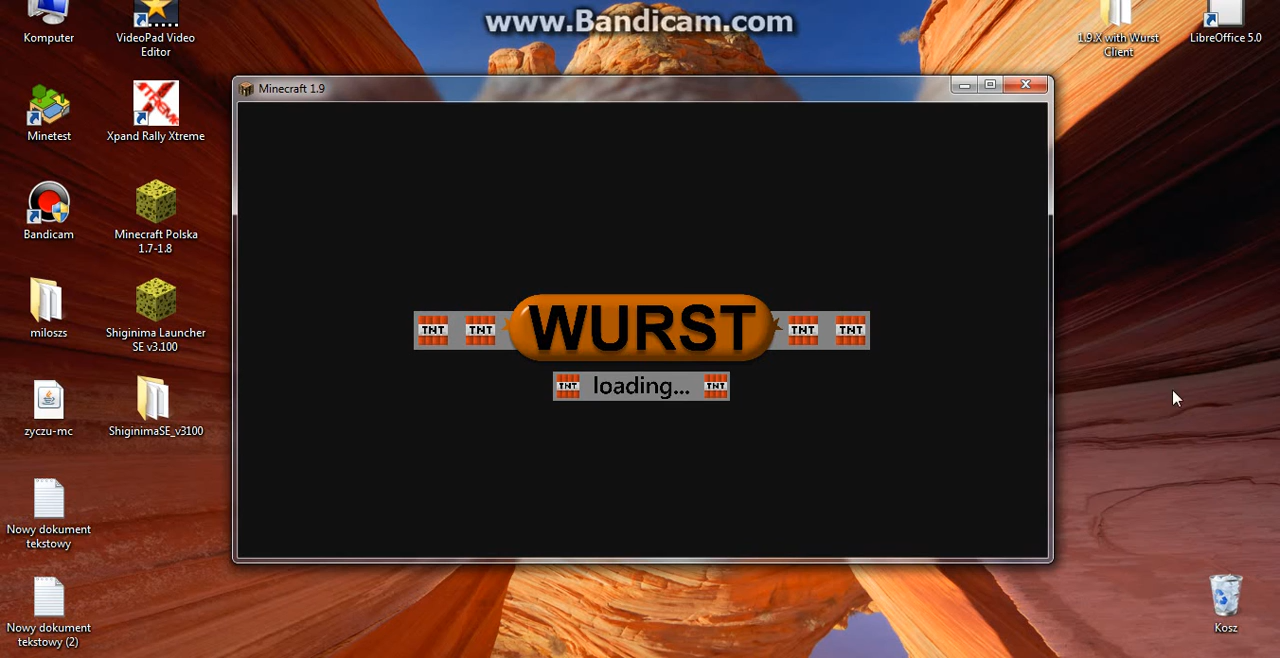 www.Bandicam.com
Komputer
VideoPad Video
Editor
1.9.X with Wurst
Client
LibreOffice 5.0
Minecraft 1.9
Minetest
XTREME
Xpand Rally Xtreme
Bandicam
Minecraft Polska
1.7-1.8
TNT TNT WURST TNT TNT
TNT loading... TNT
miloszs
Shiginima Launcher
SE v3.100
zyczu-mc
ShiginimaSE_v3100
Nowy dokument
tekstowy
Nowy dokument
tekstowy (2)
Kosz